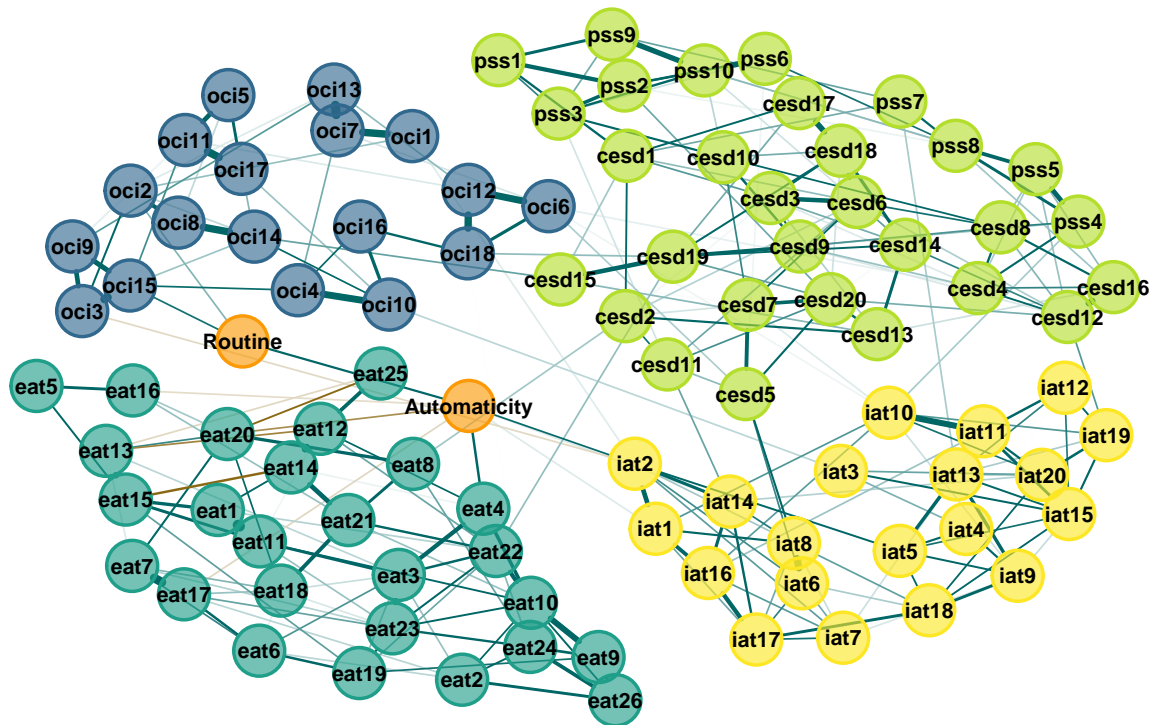 pss9
pss1
pss6
pss10
pss2
oci13
oci5
cesd17
pss7
pss3
oci7
oci1
oci11
pss8
cesd18
cesd1
cesd10
oci17
pss5
oci2
oci12
cesd3
cesd6
oci6
oci8
pss4
oci16
oci14
cesd8
oci9
cesd14
cesd9
oci18
cesd19
cesd15
oci15
oci4
oci10
cesd4
cesd16
cesd20
cesd7
oci3
cesd2
cesd12
cesd13
Routine
cesd11
eat25
eat5
eat16
cesd5
iat12
Automaticity
iat10
eat12
eat20
iat11
iat19
eat13
eat8
iat2
eat14
iat3
iat13
iat20
eat15
iat14
eat4
eat1
iat15
eat21
iat1
iat4
eat11
iat8
eat22
iat5
eat7
iat16
eat3
iat9
iat6
eat18
eat17
eat10
iat18
eat23
iat17
iat7
eat6
eat24
eat9
eat19
eat2
eat26